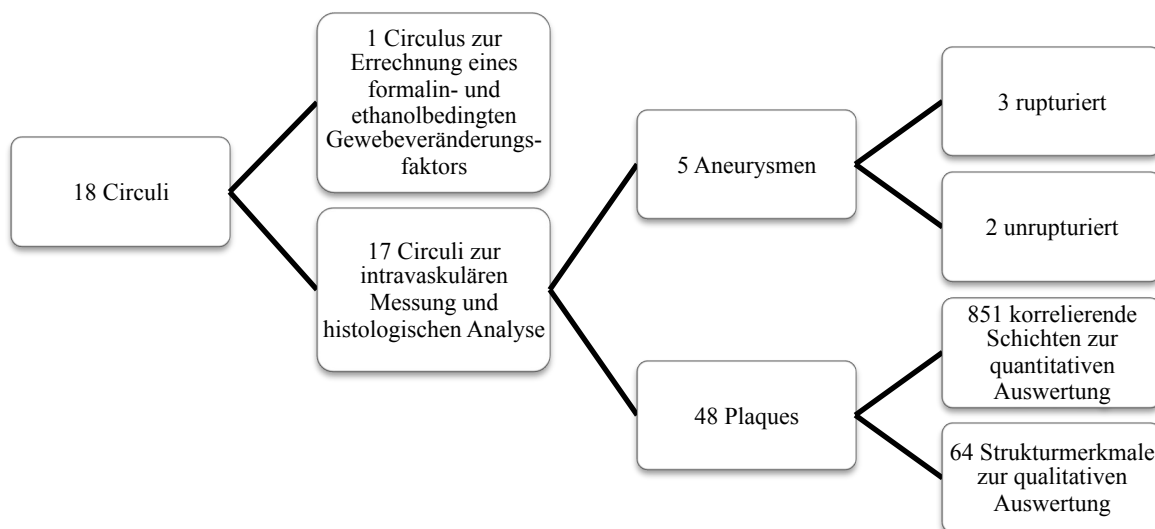 18 Circuli
1 Circulus zur
Errechnung eines
formalin- und
ethanolbedingten
Gewebeveränderungs-
faktors
17 Circuli zur
intravaskulären
Messung und
histologischen Analyse
5 Aneurysmen
48 Plaques
3 rupturiert
2 unrupturiert
851 korrelierende
Schichten zur
quantitativen
Auswertung
64 Strukturmerkmale
zur qualitativen
Auswertung